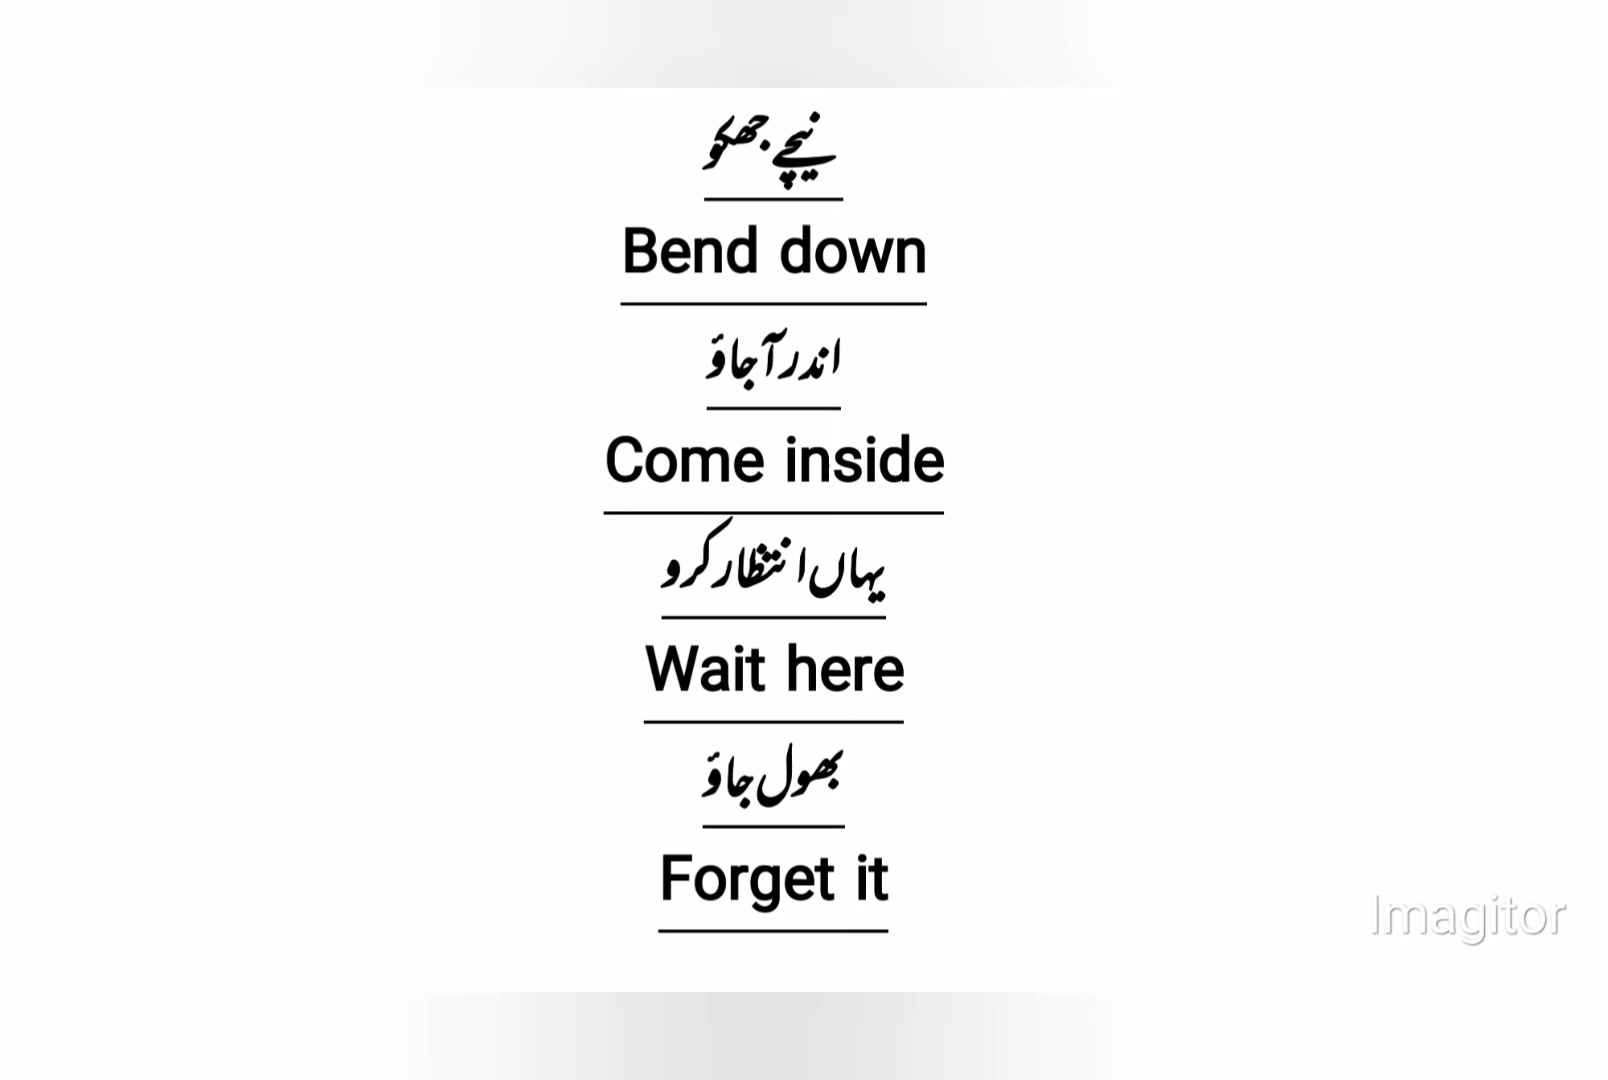 نیچے جھکو
Bend down
اندر آجاؤ
Come inside
یہاں انتظار کرو
Wait here
بھول جاؤ
Forget it
Imagitor